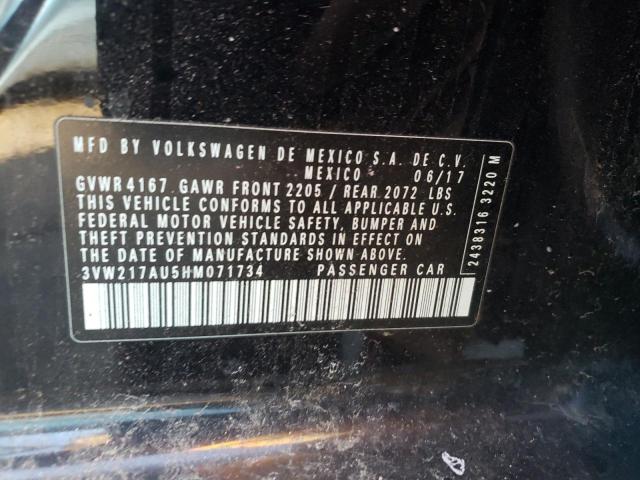 MFD BY VOLKSWAGEN DE MEXICO S.A. DE C.V.
MEXICO 06/17
GVWR 4167 GAWR FRONT 2205 / REAR 2072 LBS
THIS VEHICLE CONFORMS TO ALL APPLICABLE U.S.
FEDERAL MOTOR VEHICLE SAFETY, BUMPER AND
THEFT PREVENTION STANDARDS IN EFFECT ON
THE DATE OF MANUFACTURE SHOWN ABOVE
3VW217AU5HM071734 PASSENGER CAR
2438316 3220 M